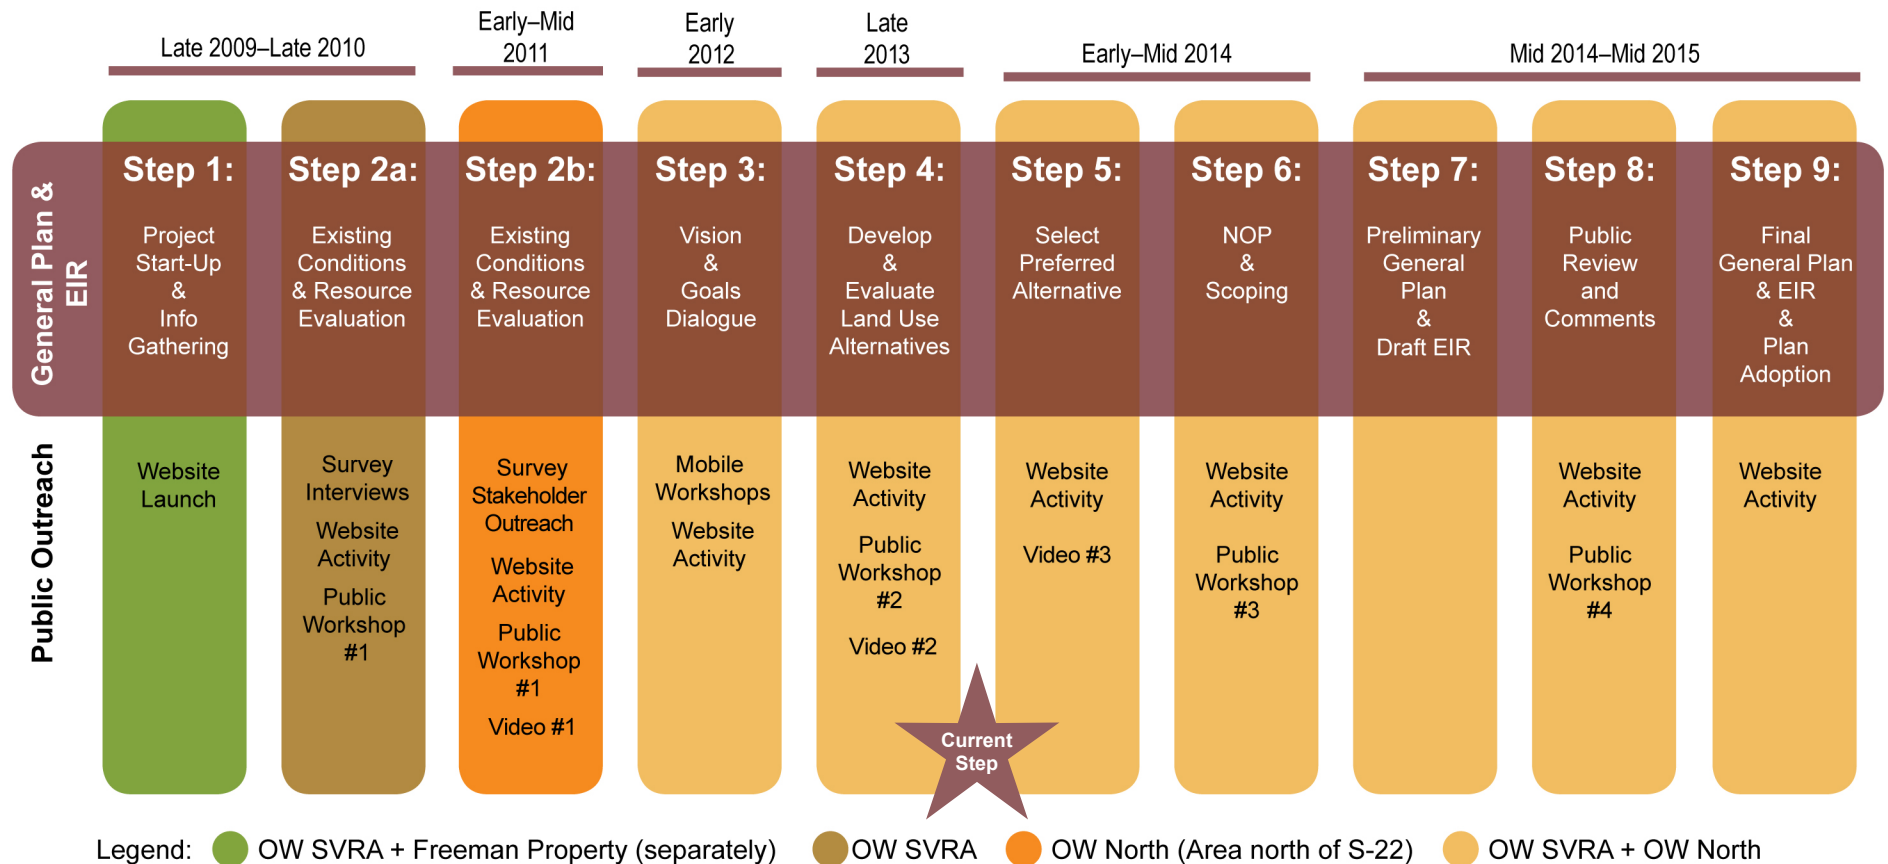 Late 2009–Late 2010
Early–Mid
2011
Early
2012
Late
2013
Early–Mid 2014
Mid 2014–Mid 2015
General Plan &
EIR
Step 1:
Project
Start-Up
&
Info
Gathering
Step 2a:
Existing
Conditions
& Resource
Evaluation
Step 2b:
Existing
Conditions
& Resource
Evaluation
Step 3:
Vision
&
Goals
Dialogue
Step 4:
Develop
&
Evaluate
Land Use
Alternatives
Step 5:
Select
Preferred
Alternative
Step 6:
NOP
&
Scoping
Step 7:
Preliminary
General
Plan
&
Draft EIR
Step 8:
Public
Review
and
Comments
Step 9:
Final
General Plan
& EIR
&
Plan
Adoption
Public Outreach
Website
Launch
Survey
Interviews
Website
Activity
Public
Workshop
#1
Survey
Stakeholder
Outreach
Website
Activity
Public
Workshop
#1
Video #1
Mobile
Workshops
Website
Activity
Website
Activity
Public
Workshop
#2
Video #2
Website
Activity
Video #3
Website
Activity
Public
Workshop
#3
Website
Activity
Public
Workshop
#4
Website
Activity
Current
Step
Legend:
OW SVRA + Freeman Property (separately)
OW SVRA
OW North (Area north of S-22)
OW SVRA + OW North